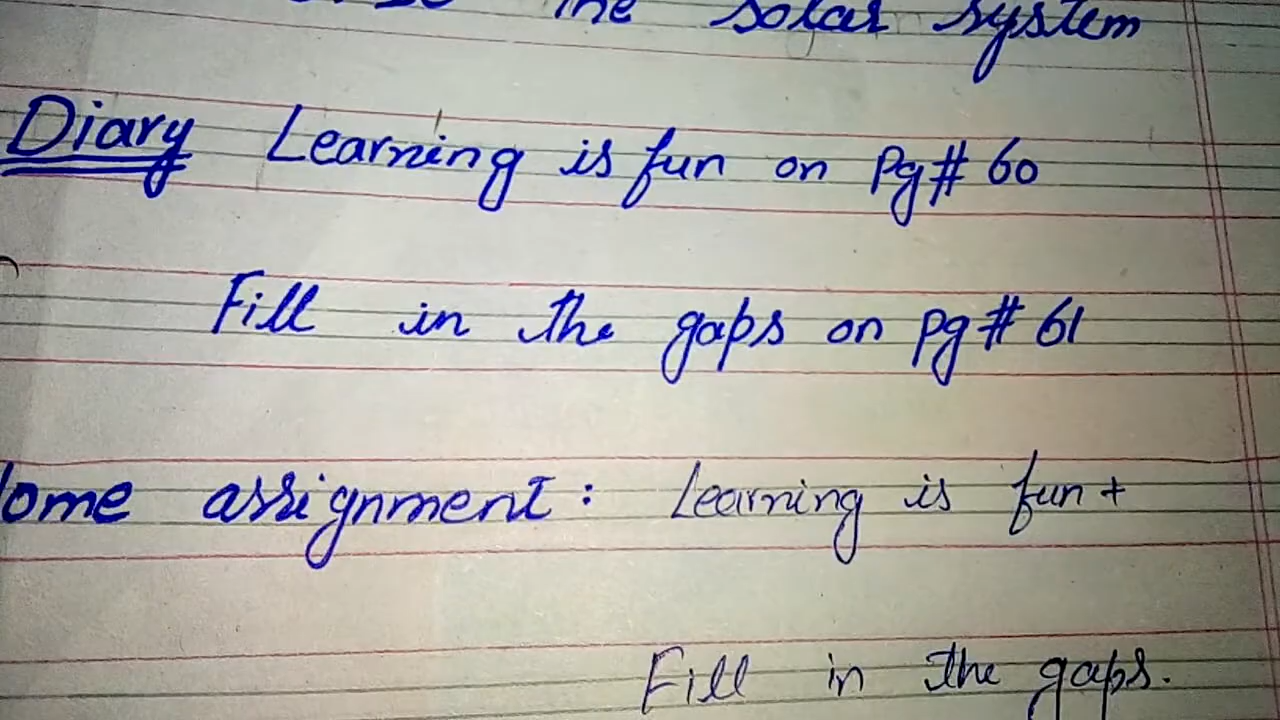 the solar system
Diary Learning is fun on Pg# 60
Fill in the gaps on pg# 61
ome assignment: Learning is fun +
Fill in the gaps.